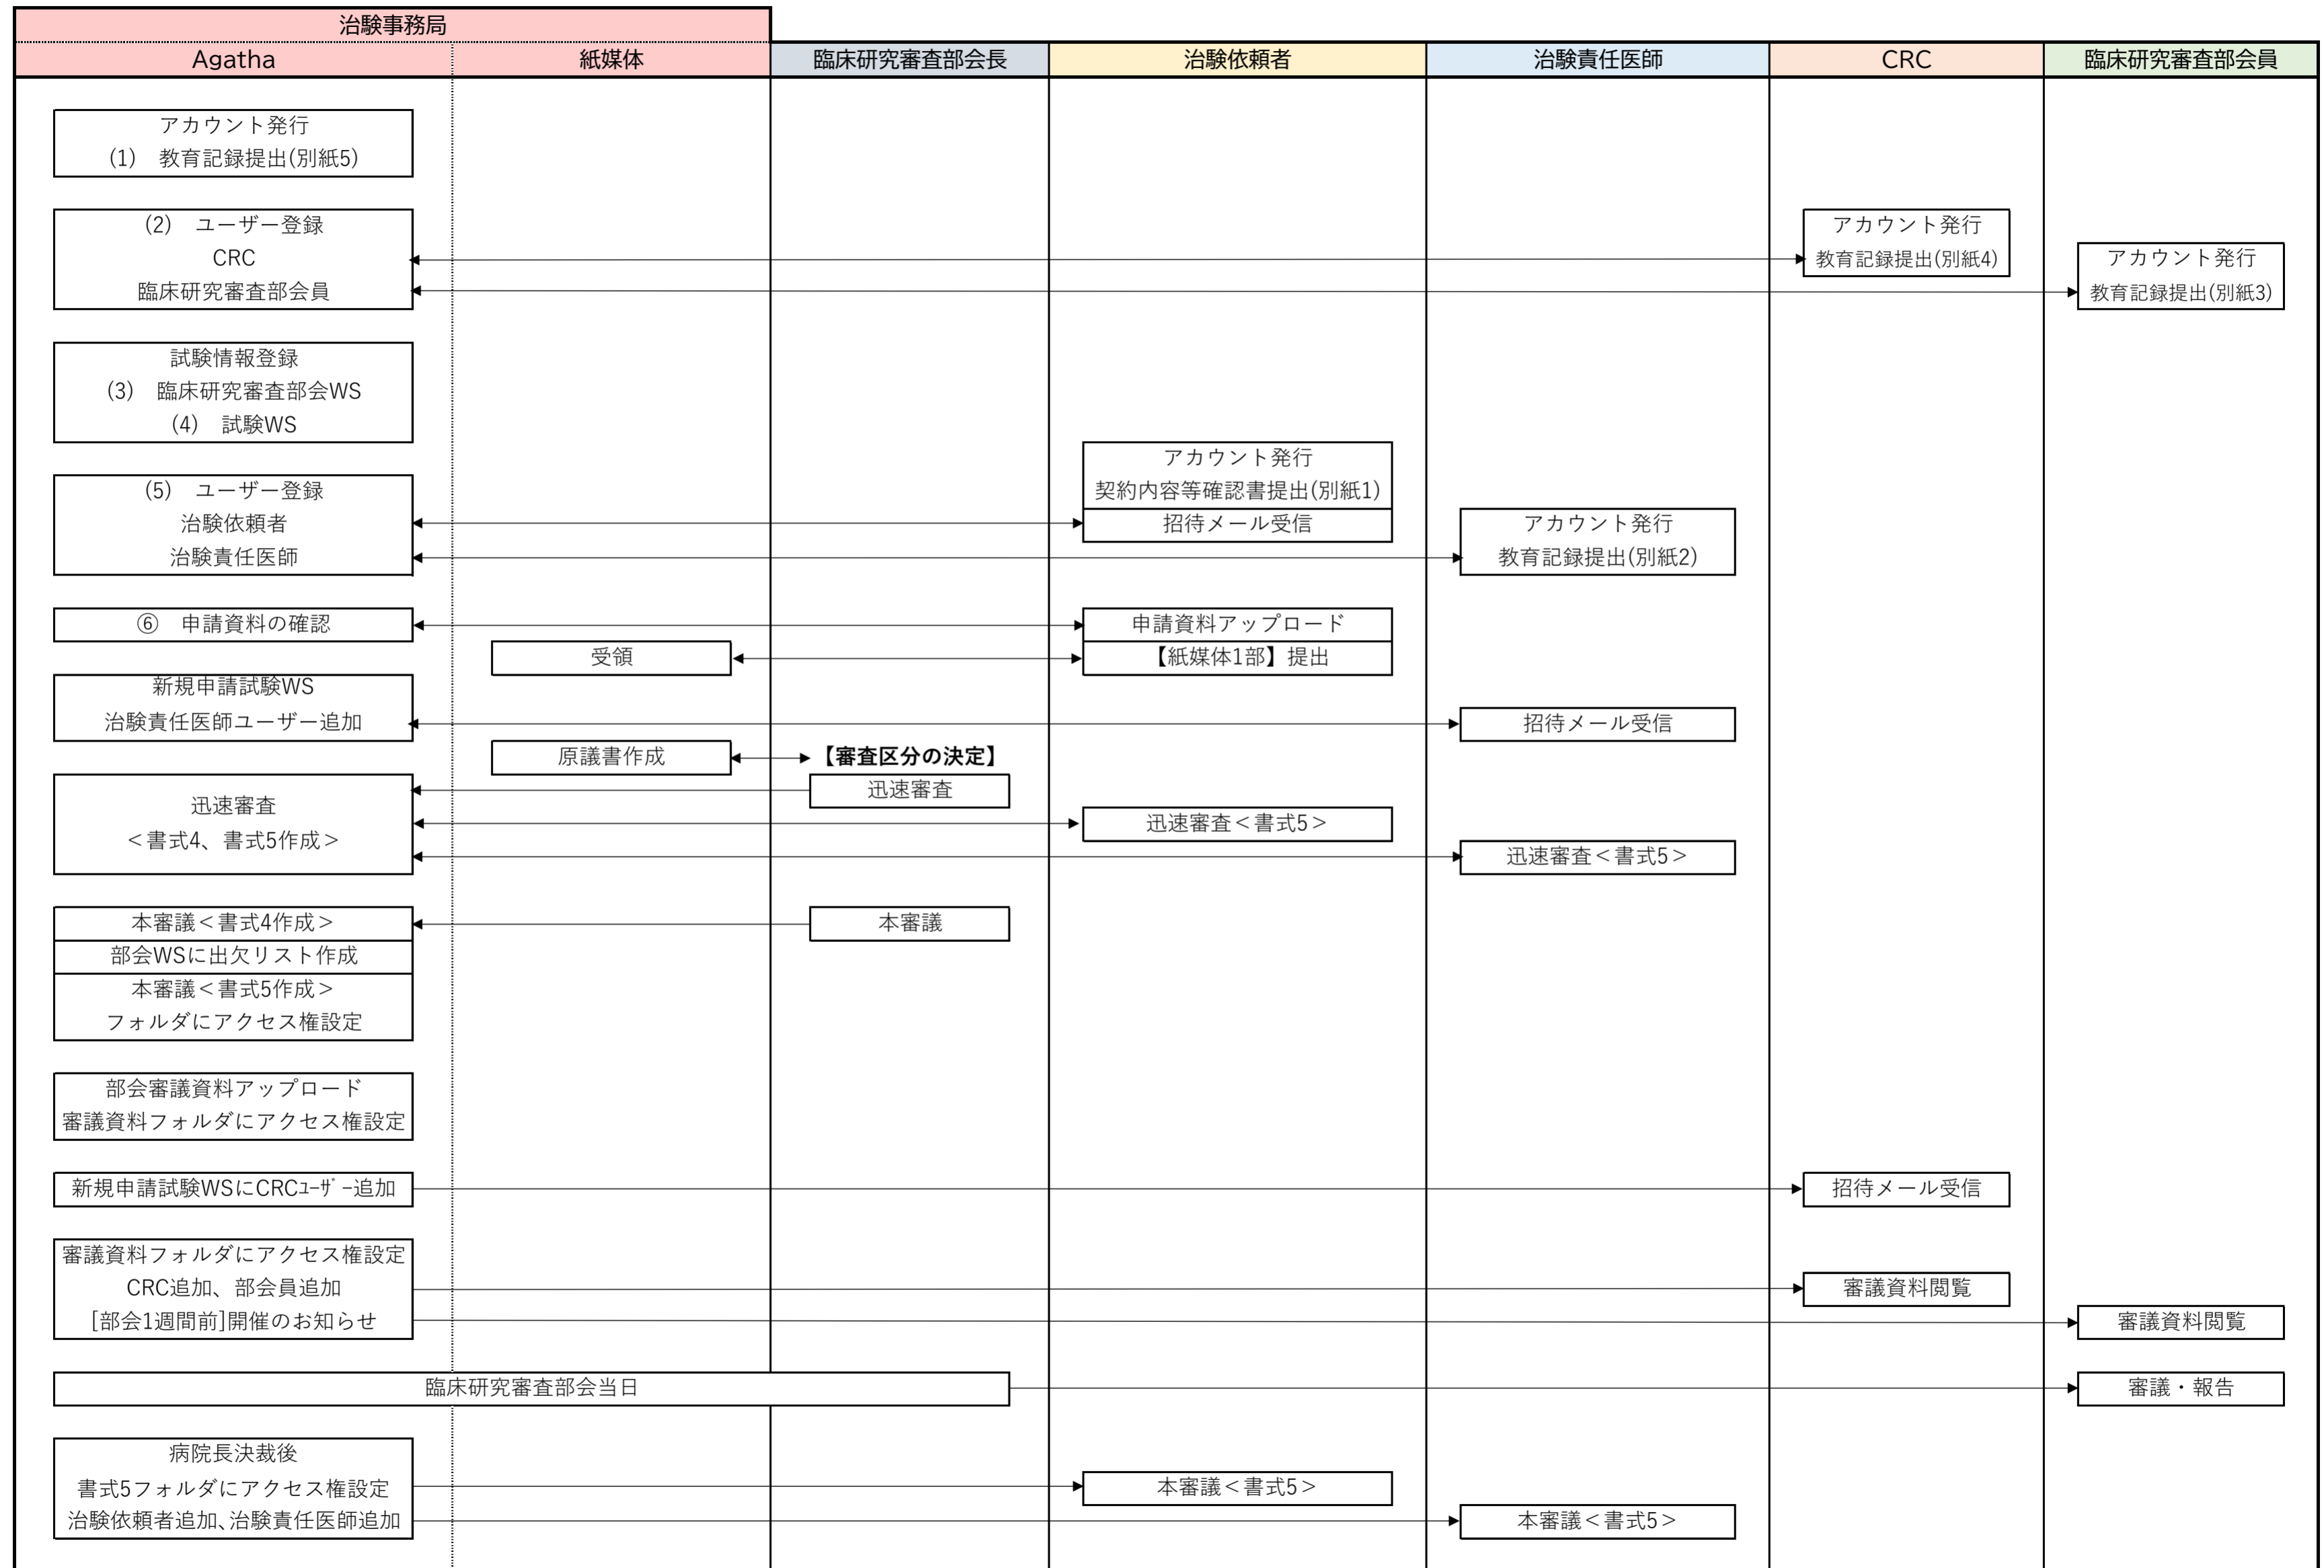 治験事務局
Agatha
紙媒体
臨床研究審査部会長
治験依頼者
治験責任医師
CRC
臨床研究審査部会員
アカウント発行
(1)　教育記録提出(別紙5)
(2)　ユーザー登録
CRC
臨床研究審査部会員
アカウント発行
教育記録提出(別紙4)
アカウント発行
教育記録提出(別紙3)
試験情報登録
(3)　臨床研究審査部会WS
(4)　試験WS
アカウント発行
契約内容等確認書提出(別紙1)
招待メール受信
(5)　ユーザー登録
治験依頼者
治験責任医師
アカウント発行
教育記録提出(別紙2)
⑥　申請資料の確認
申請資料アップロード
受領
【紙媒体1部】提出
新規申請試験WS
治験責任医師ユーザー追加
招待メール受信
原議書作成
【審査区分の決定】
迅速審査
迅速審査
＜書式4、書式5作成＞
迅速審査＜書式5＞
迅速審査＜書式5＞
本審議＜書式4作成＞
本審議
部会WSに出欠リスト作成
本審議＜書式5作成＞
フォルダにアクセス権設定
部会審議資料アップロード
審議資料フォルダにアクセス権設定
新規申請試験WSにCRCﾕｰｻﾞｰ追加
招待メール受信
審議資料フォルダにアクセス権設定
CRC追加、部会員追加
[部会1週間前]開催のお知らせ
審議資料閲覧
審議資料閲覧
臨床研究審査部会当日
審議・報告
病院長決裁後
書式5フォルダにアクセス権設定
治験依頼者追加、治験責任医師追加
本審議＜書式5＞
本審議＜書式5＞